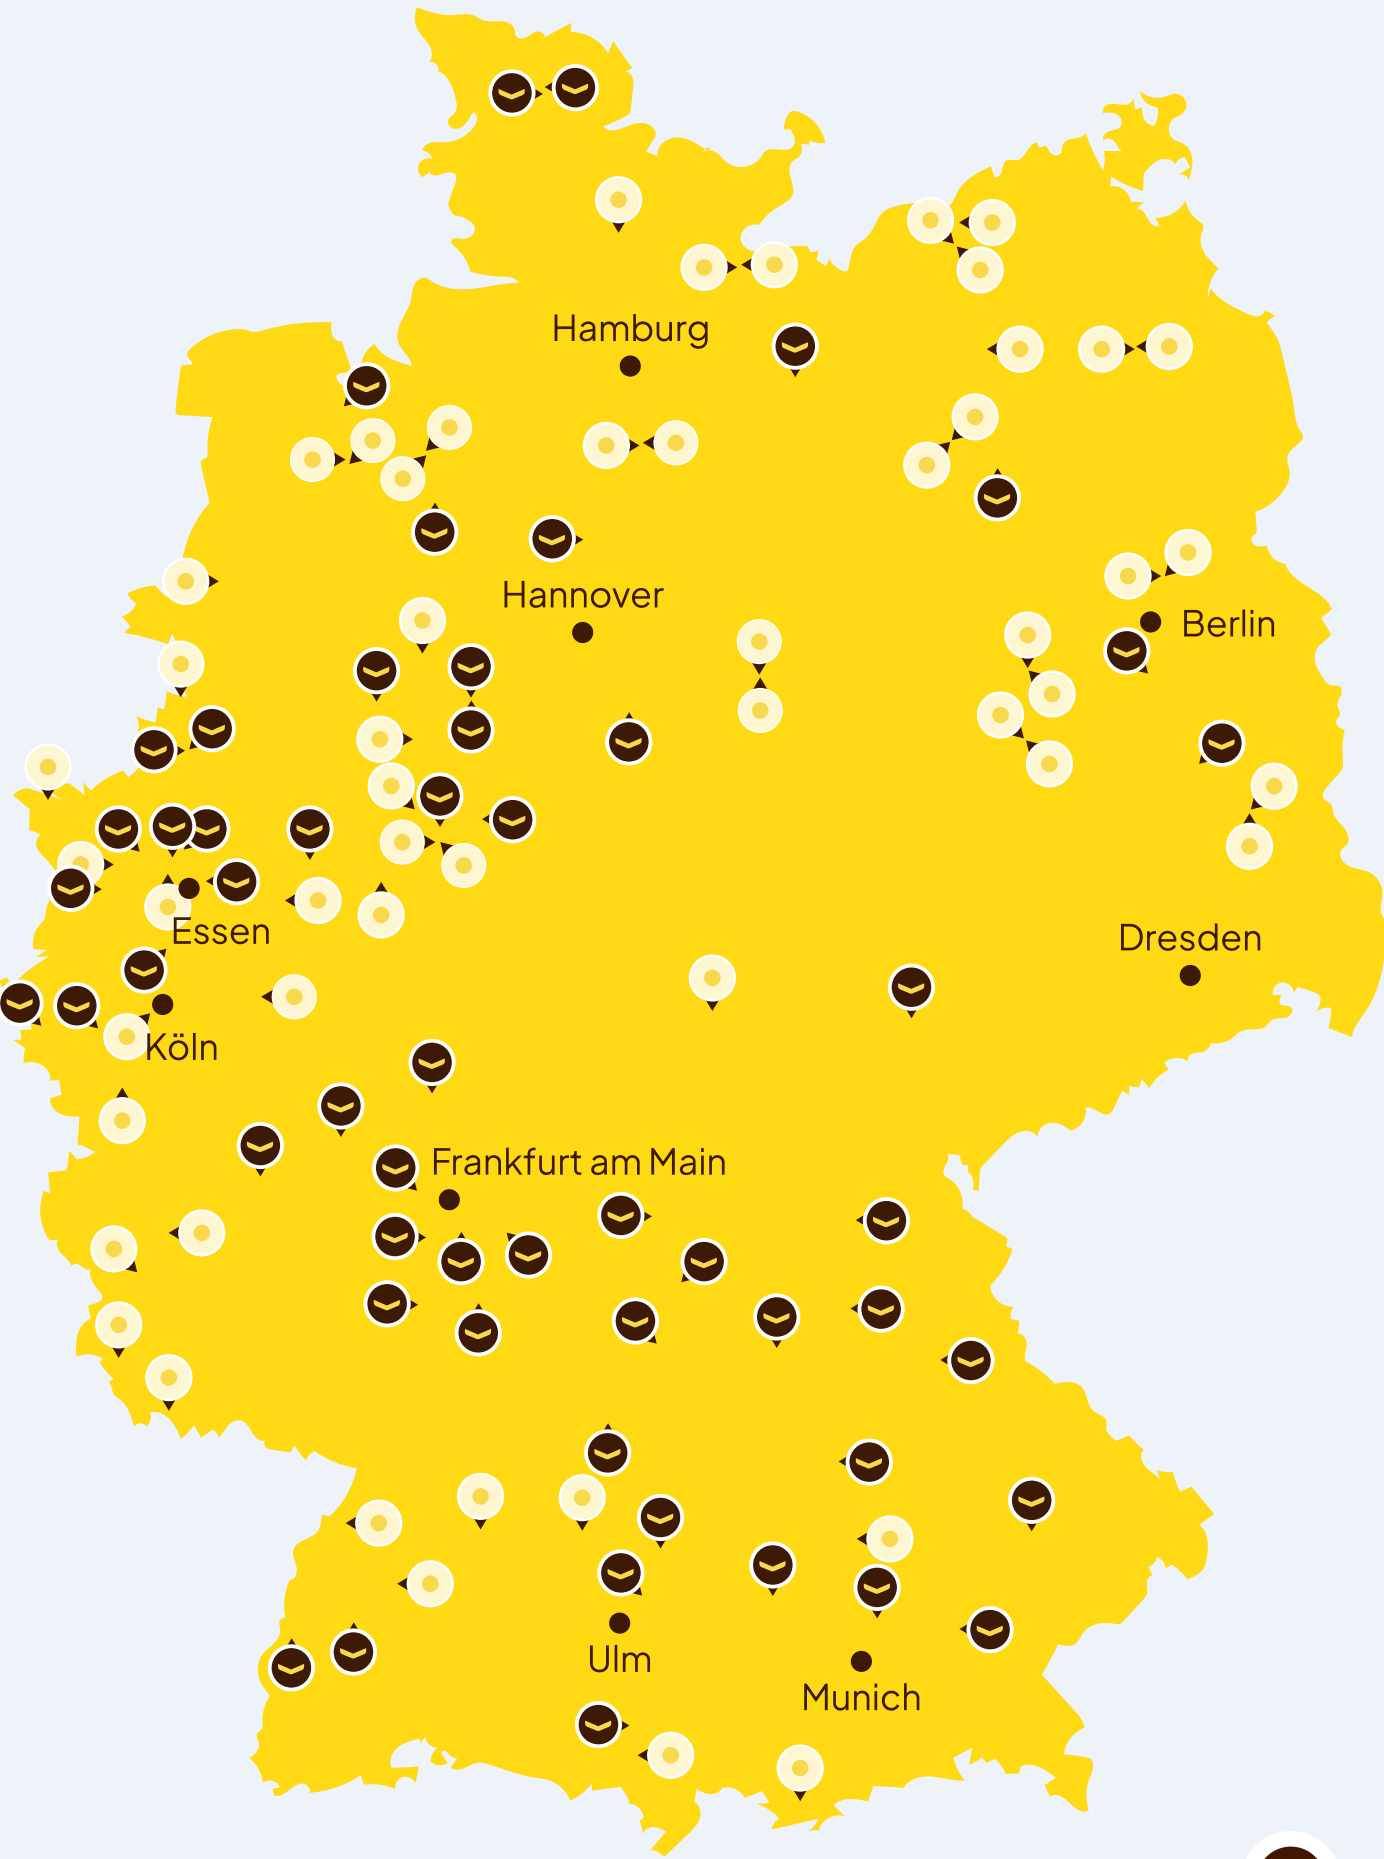 Hamburg
Hannover
Berlin
Essen
Dresden
Köln
Frankfurt am Main
Ulm
Munich